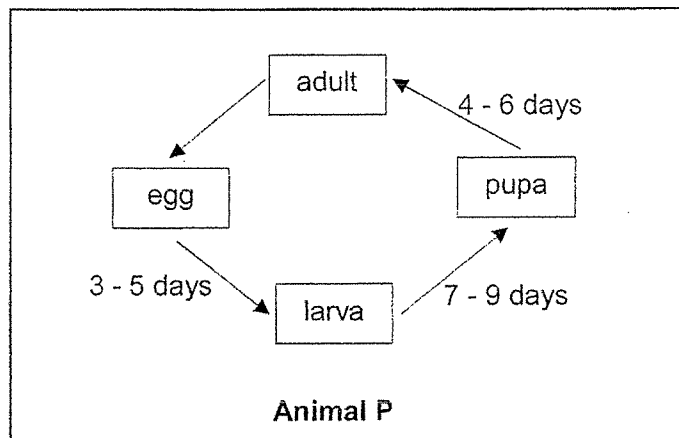 adult
4 - 6 days
egg
pupa
3 - 5 days
larva
7 - 9 days
Animal P